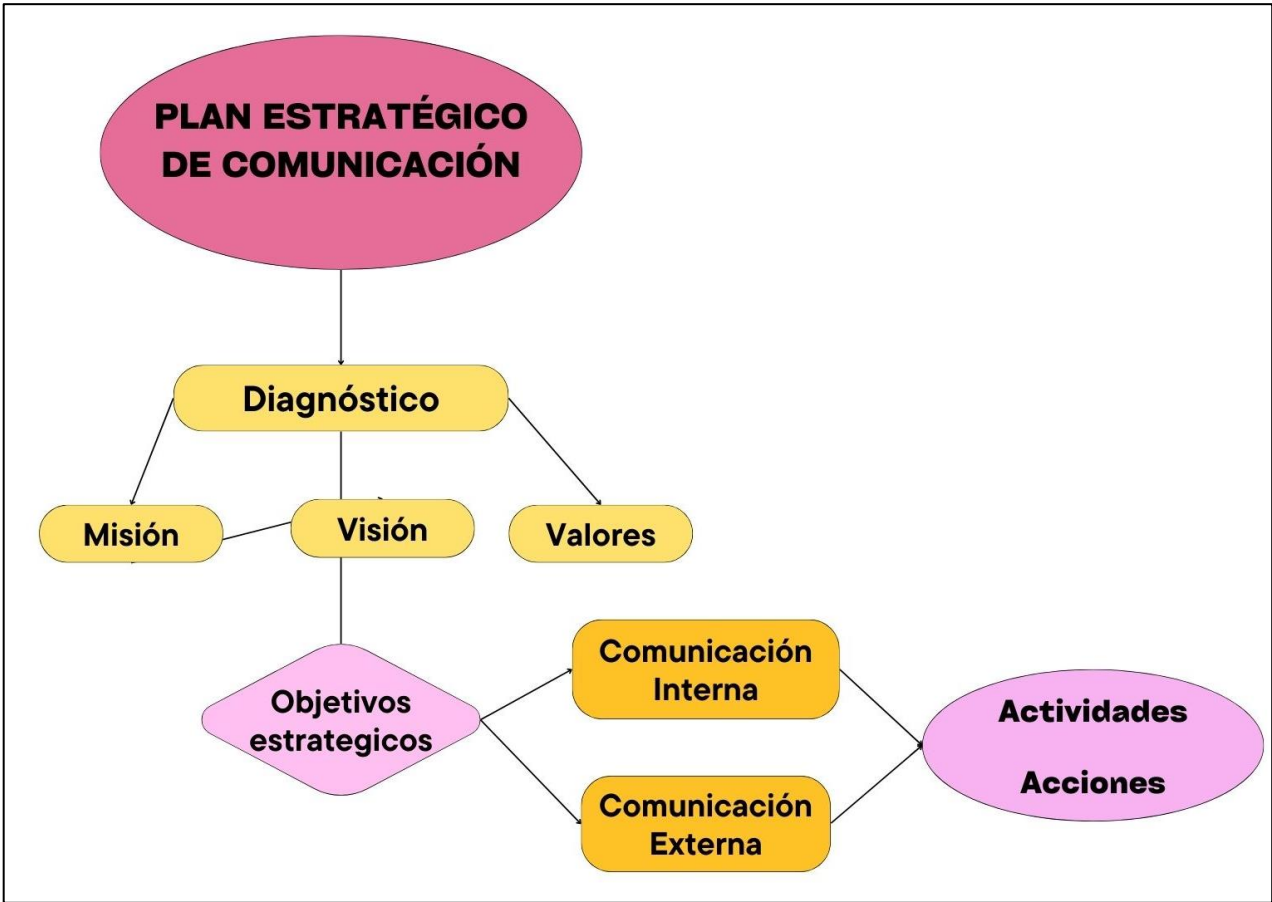 PLAN ESTRATÉGICO
DE COMUNICACIÓN
Diagnóstico
Misión
Visión
Valores
Objetivos
estrategicos
Comunicación
Interna
Comunicación
Externa
Actividades
Acciones